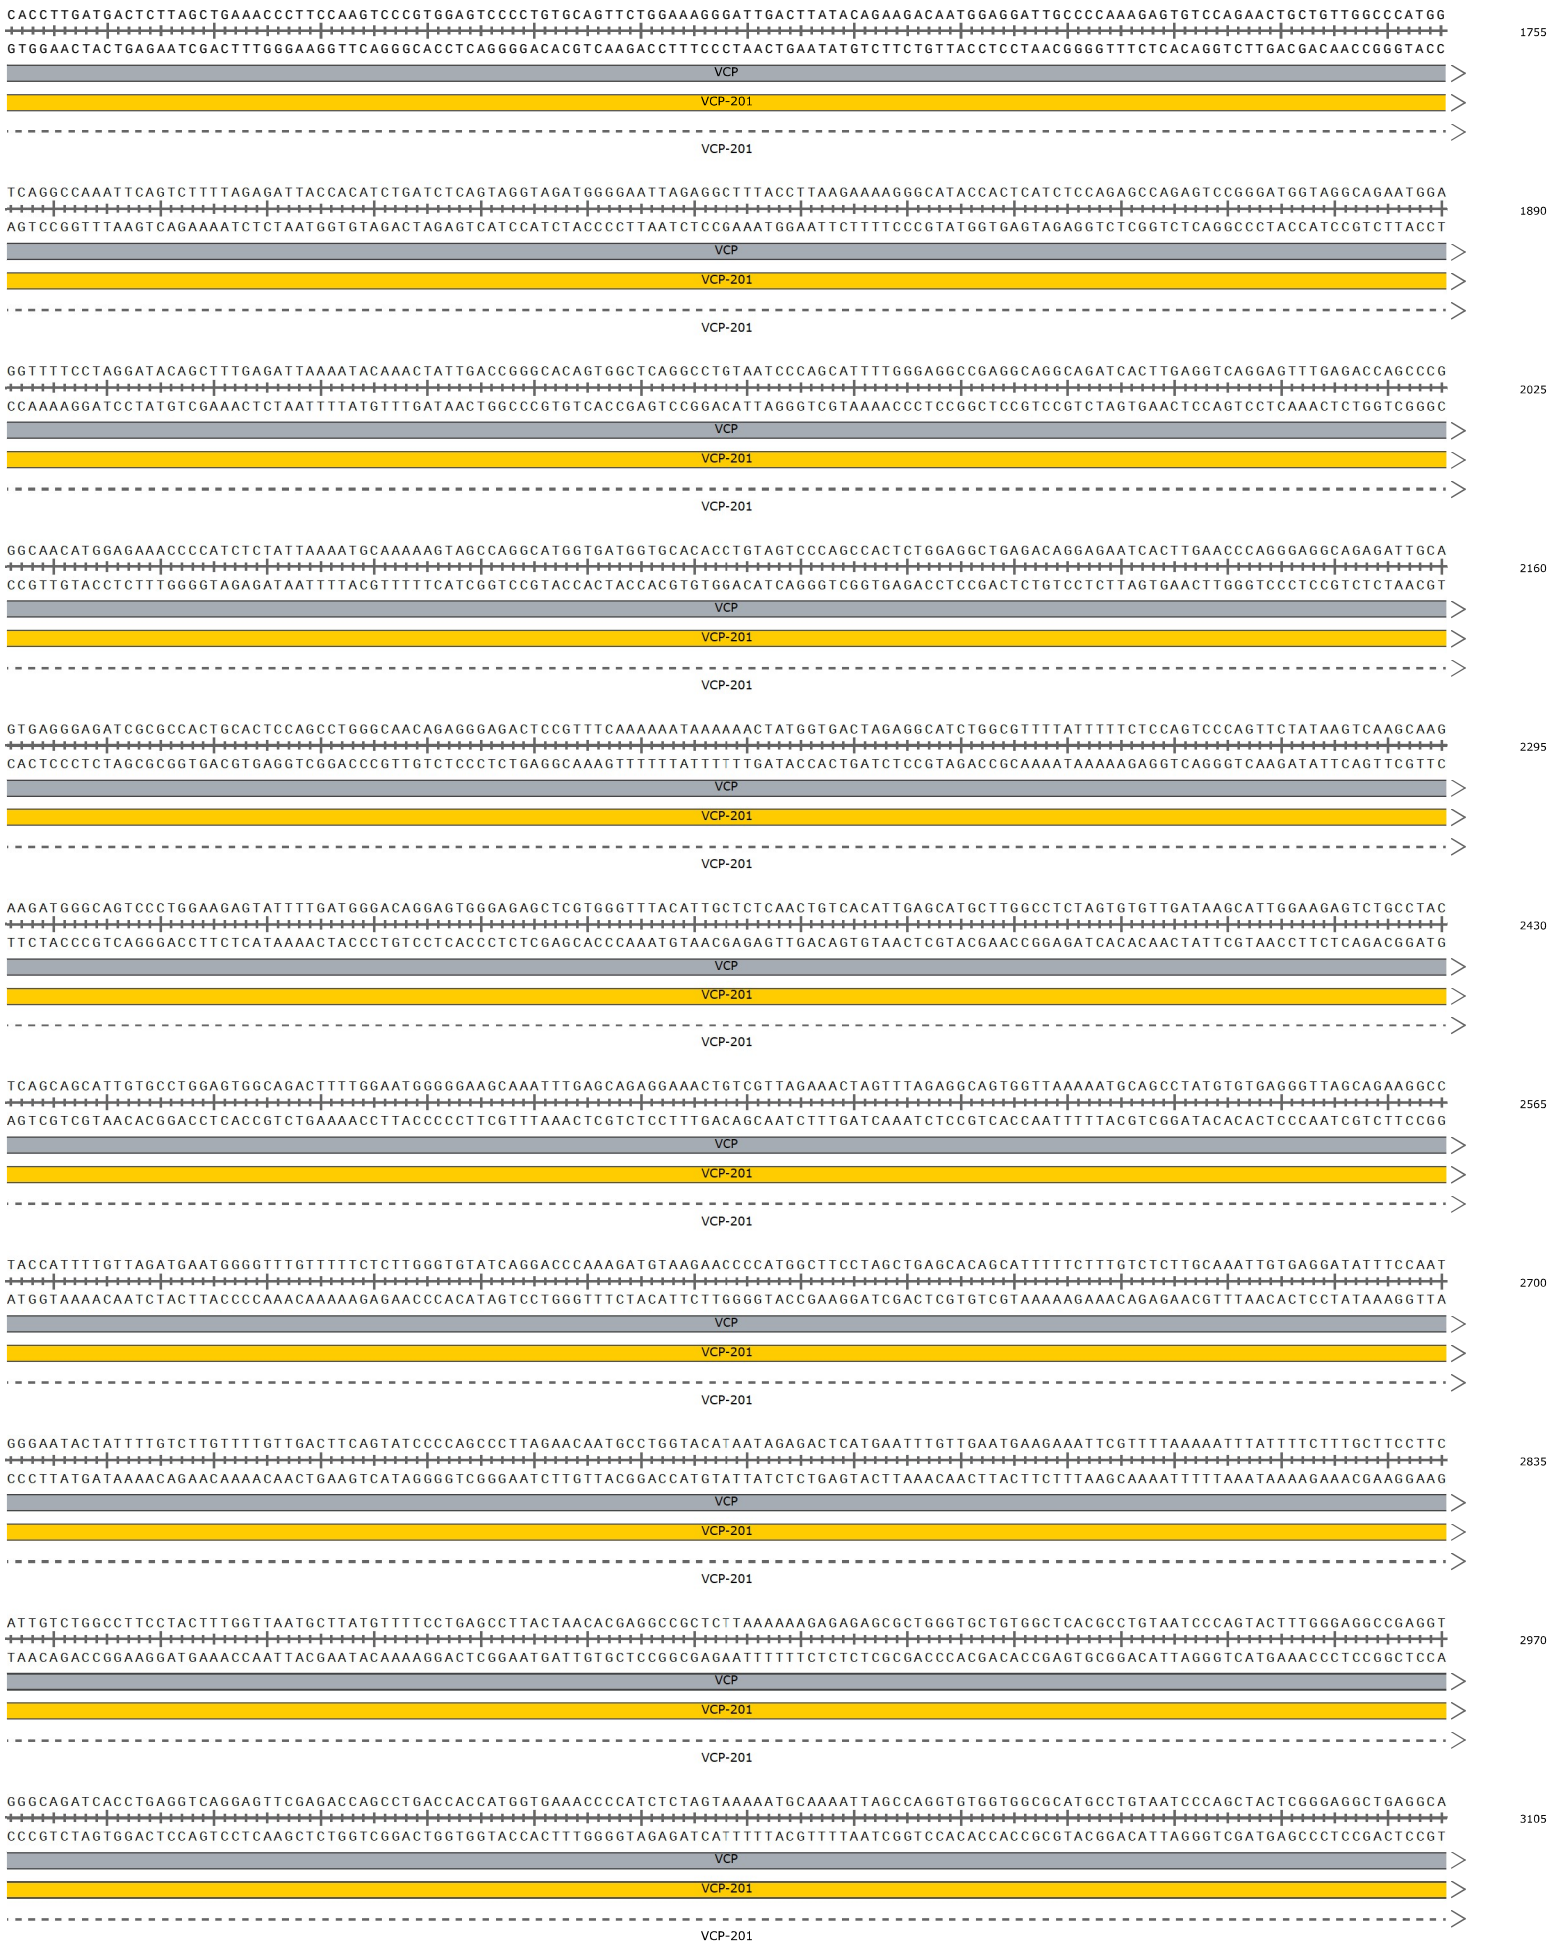 CACCTTGATGACTCTTAGCTGAAACCCTTCCAAGTCCCGTGGAGTCCCCTGTGCAGTTCTGGAAAGGGATTGACTTATACAGAAGACAATGGAGGATTGCCCCAAAGAGTGTCCAGAACTGCTGTTGGCCCATGG
1755
GTGGAACTACTGAGAATCGACTTTGGGAAGGTTCAGGGCACCTCAGGGGACACGTCAAGACCTTTCCCTAACTGAATATGTCTTCTGTTACCTCCTAACGGGGTTTCTCACAGGTCTTGACGACAACCGGGTACC
VCP
VCP-201
VCP-201
TCAGGCCAAATTCAGTCTTTTAGAGATTACCACATCTGATCTCAGTAGGTAGATGGGGAATTAGAGGCTTTACCTTAAGAAAAGGGCATACCACTCATCTCCAGAGCCAGAGTCCGGGATGGTAGGCAGAATGGA
1890
AGTCCGGTTTAAGTCAGAAAATCTCTAATGGTGTAGACTAGAGTCATCCATCTACCCCTTAATCTCCGAAATGGAATTCTTTTCCCGTATGGTGAGTAGAGGTCTCGGTCTCAGGCCCTACCATCCGTCTTACCT
VCP
VCP-201
VCP-201
GGTTTTCCTAGGATACAGCTTTGAGATTAAAATACAAACTATTGACCGGGCACAGTGGCTCAGGCCTGTAATCCCAGCATTTTGGGAGGCCGAGGCAGGCAGATCACTTGAGGTCAGGAGTTTGAGACCAGCCCG
2025
CCAAAAGGATCCTATGTCGAAACTCTAATTTTATGTTTGATAACTGGCCCGTGTCACCGAGTCCGGACATTAGGGTCGTAAAACCCTCCGGCTCCGTCCGTCTAGTGAACTCCAGTCCTCAAACTCTGGTCGGGC
VCP
VCP-201
VCP-201
GGCAACATGGAGAAACCCCATCTCTATTAAAATGCAAAAAGTAGCCAGGCATGGTGATGGTGCACACCTGTAGTCCCAGCCACTCTGGAGGCTGAGACAGGAGAATCACTTGAACCCAGGGAGGCAGAGATTGCA
2160
CCGTTGTACCTCTTTGGGGTAGAGATAATTTTACGTTTTTCATCGGTCCGTACCACTACCACGTGTGGACATCAGGGTCGGTGAGACCTCCGACTCTGTCCTCTTAGTGAACTTGGGTCCCTCCGTCTCTAACGT
VCP
VCP-201
VCP-201
GTGAGGGAGATCGCGCCACTGCACTCCAGCCTGGGCAACAGAGGGAGACTCCGTTTCAAAAAATAAAAAACTATGGTGACTAGAGGCATCTGGCGTTTTATTTTTCTCCAGTCCCAGTTCTATAAGTCAAGCAAG
2295
CACTCCCTCTAGCGCGGTGACGTGAGGTCGGACCCGTTGTCTCCCTCTGAGGCAAAGTTTTTTATTTTTTGATACCACTGATCTCCGTAGACCGCAAAATAAAAAGAGGTCAGGGTCAAGATATTCAGTTCGTTC
VCP
VCP-201
VCP-201
AAGATGGGCAGTCCCTGGAAGAGTATTTTGATGGGACAGGAGTGGGAGAGCTCGTGGGTTTACATTGCTCTCAACTGTCACATTGAGCATGCTTGGCCTCTAGTGTGTTGATAAGCATTGGAAGAGTCTGCCTAC
2430
TTCTACCCGTCAGGGACCTTCTCATAAAACTACCCTGTCCTCACCCTCTCGAGCACCCAAATGTAACGAGAGTTGACAGTGTAACTCGTACGAACCGGAGATCACACAACTATTCGTAACCTTCTCAGACGGATG
VCP
VCP-201
VCP-201
TCAGCAGCATTGTGCCTGGAGTGGCAGACTTTTGGAATGGGGGAAGCAAATTTGAGCAGAGGAAACTGTCGTTAGAAACTAGTTTAGAGGCAGTGGTTAAAAATGCAGCCTATGTGTGAGGGTTAGCAGAAGGCC
2565
AGTCGTCGTAACACGGACCTCACCGTCTGAAAACCTTACCCCCTTCGTTTAAACTCGTCTCCTTTGACAGCAATCTTTGATCAAATCTCCGTCACCAATTTTTACGTCGGATACACACTCCCAATCGTCTTCCGG
VCP
VCP-201
VCP-201
TACCATTTTGTTAGATGAATGGGGTTTGTTTTTCTCTTGGGTGTATCAGGACCCAAAGATGTAAGAACCCCATGGCTTCCTAGCTGAGCACAGCATTTTTCTTTGTCTCTTGCAAATTGTGAGGATATTTCCAAT
2700
ATGGTAAAACAATCTACTTACCCCAAACAAAAAGAGAACCCACATAGTCCTGGGTTTCTACATTCTTGGGGTACCGAAGGATCGACTCGTGTCGTAAAAAGAAACAGAGAACGTTTAACACTCCTATAAAGGTTA
VCP
VCP-201
VCP-201
GGGAATACTATTTTGTCTTGTTTTGTTGACTTCAGTATCCCCAGCCCTTAGAACAATGCCTGGTACATAATAGAGACTCATGAATTTGTTGAATGAAGAAATTCGTTTTAAAAATTTATTTTCTTTGCTTCCTTC
2835
CCCTTATGATAAAACAGAACAAAACAACTGAAGTCATAGGGGTCGGGAATCTTGTTACGGACCATGTATTATCTCTGAGTACTTAAACAACTTACTTCTTTAAGCAAAATTTTTAAATAAAAGAAACGAAGGAAG
VCP
VCP-201
VCP-201
ATTGTCTGGCCTTCCTACTTTGGTTAATGCTTATGTTTTCCTGAGCCTTACTAACACGAGGCCGCTCTTAAAAAAGAGAGAGCGCTGGGTGCTGTGGCTCACGCCTGTAATCCCAGTACTTTGGGAGGCCGAGGT
2970
TAACAGACCGGAAGGATGAAACCAATTACGAATACAAAAGGACTCGGAATGATTGTGCTCCGGCGAGAATTTTTTCTCTCTCGCGACCCACGACACCGAGTGCGGACATTAGGGTCATGAAACCCTCCGGCTCCA
VCP
VCP-201
VCP-201
GGGCAGATCACCTGAGGTCAGGAGTTCGAGACCAGCCTGACCACCATGGTGAAACCCCATCTCTAGTAAAAATGCAAAATTAGCCAGGTGTGGTGGCGCATGCCTGTAATCCCAGCTACTCGGGAGGCTGAGGCA
3105
CCCGTCTAGTGGACTCCAGTCCTCAAGCTCTGGTCGGACTGGTGGTACCACTTTGGGGTAGAGATCATTTTTACGTTTTAATCGGTCCACACCACCGCGTACGGACATTAGGGTCGATGAGCCCTCCGACTCCGT
VCP
VCP-201
VCP-201